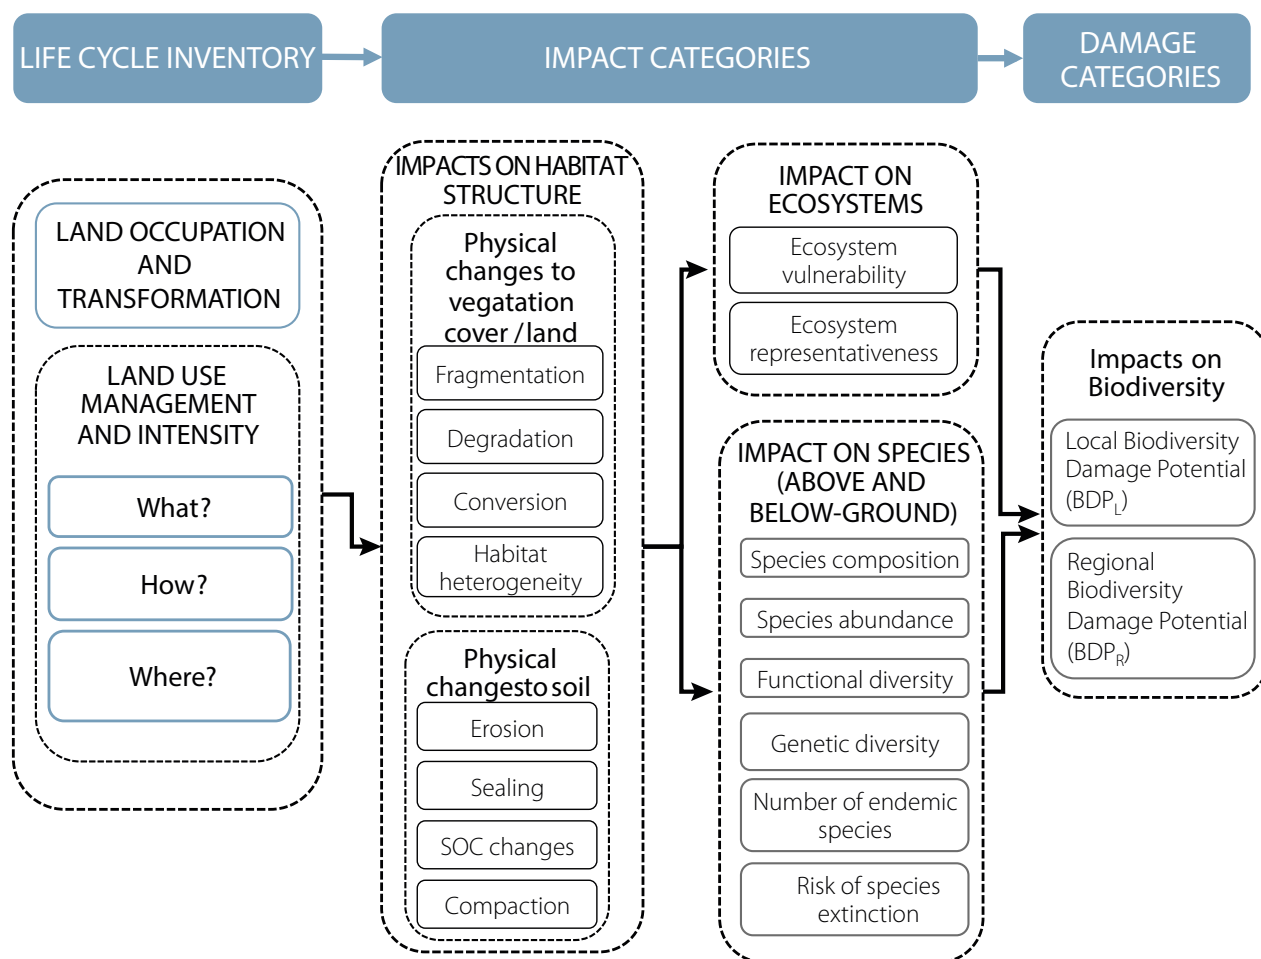 LIFE CYCLE INVENTORY
IMPACT CATEGORIES
DAMAGE
CATEGORIES
LAND OCCUPATION
AND
TRANSFORMATION
LAND USE
MANAGEMENT
AND INTENSITY
What?
How?
Where?
IMPACTS ON HABITAT
STRUCTURE
Physical
changes to
vegatation
cover / land
Fragmentation
Degradation
Conversion
Habitat
heterogeneity
Physical
changesto soil
Erosion
Sealing
SOC changes
Compaction
IMPACT ON
ECOSYSTEMS
Ecosystem
vulnerability
Ecosystem
representativeness
IMPACT ON SPECIES
(ABOVE AND
BELOW-GROUND)
Species composition
Species abundance
Functional diversity
Genetic diversity
Number of endemic
species
Risk of species
extinction
Impacts on
Biodiversity
Local Biodiversity
Damage Potential
(BDPL)
Regional
Biodiversity
Damage Potential
(BDPR)